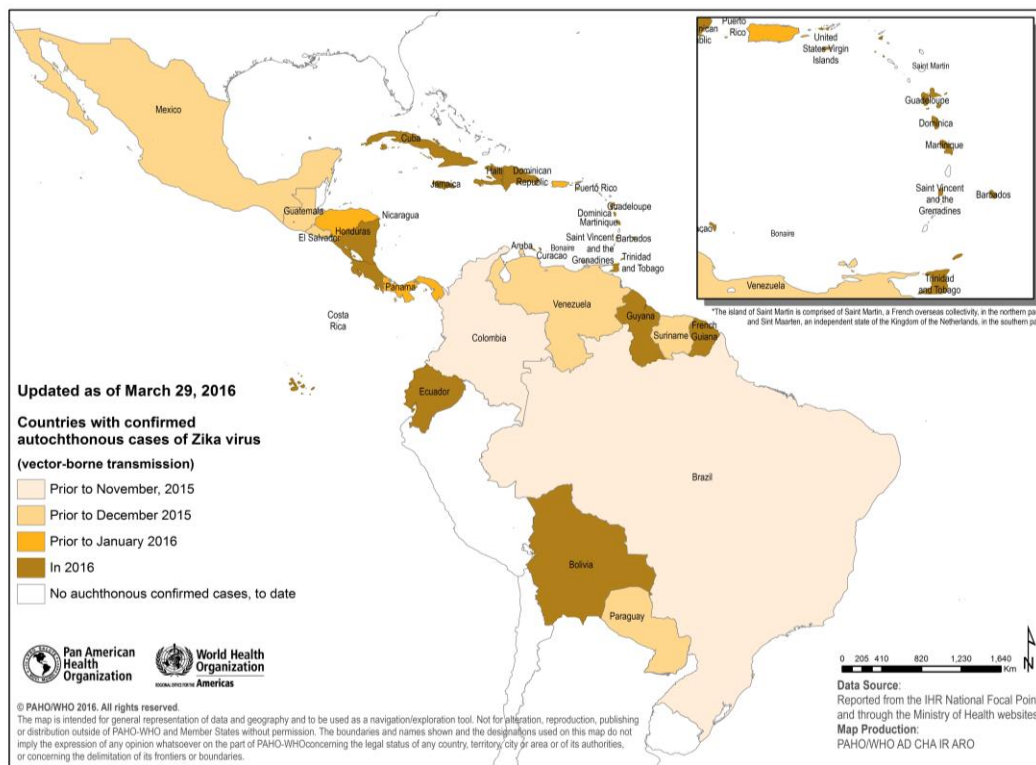 Mexico
Cuba
Haiti
Dominican
Republic
Jamaica
Puerto Rico
Guatemala
Nicaragua
Honduras
El Salvador
Guadeloupe
Dominica
Martinique
Saint Vincent
and the
Grenadines
Barbados
Aruba
Bonaire
Curacao
Trinidad
and Tobago
Panama
Costa
Rica
Venezuela
Colombia
Guyana
Suriname
French
Guiana
Ecuador
Brazil
Bolivia
Paraguay
Puerto
Rico
United
States Virgin
Islands
Saint Martin
Guadeloupe
Dominica
Martinique
Saint Vincent
and the
Grenadines
Barbados
Bonaire
Venezuela
Trinidad
and Tobago
*The island of Saint Martin is comprised of Saint Martin, a French overseas collectivity, in the northern pa
and Sint Maarten, an independent state of the Kingdom of the Netherlands, in the southern pa
Updated as of March 29, 2016
Countries with confirmed
autochthonous cases of Zika virus
(vector-borne transmission)
Prior to November, 2015
Prior to December 2015
Prior to January 2016
In 2016
No auchthonous confirmed cases, to date
Pan American
Health
Organization
World Health
Organization
REGIONAL OFFICE FOR THE Americas
© PAHO/WHO 2016. All rights reserved.
The map is intended for general representation of data and geography and to be used as a navigation/exploration tool. Not for alteration, reproduction, publishing
or distribution outside of PAHO-WHO and Member States without permission. The boundaries and names shown and the designations used on this map do not
imply the expression of any opinion whatsoever on the part of PAHO-WHOconcerning the legal status of any country, territory, city or area or of its authorities,
or concerning the delimitation of its frontiers or boundaries.
N
0 205 410 820 1,230 1,640
Km
Data Source:
Reported from the IHR National Focal Poin
and through the Ministry of Health websites
Map Production:
PAHO/WHO AD CHA IR ARO